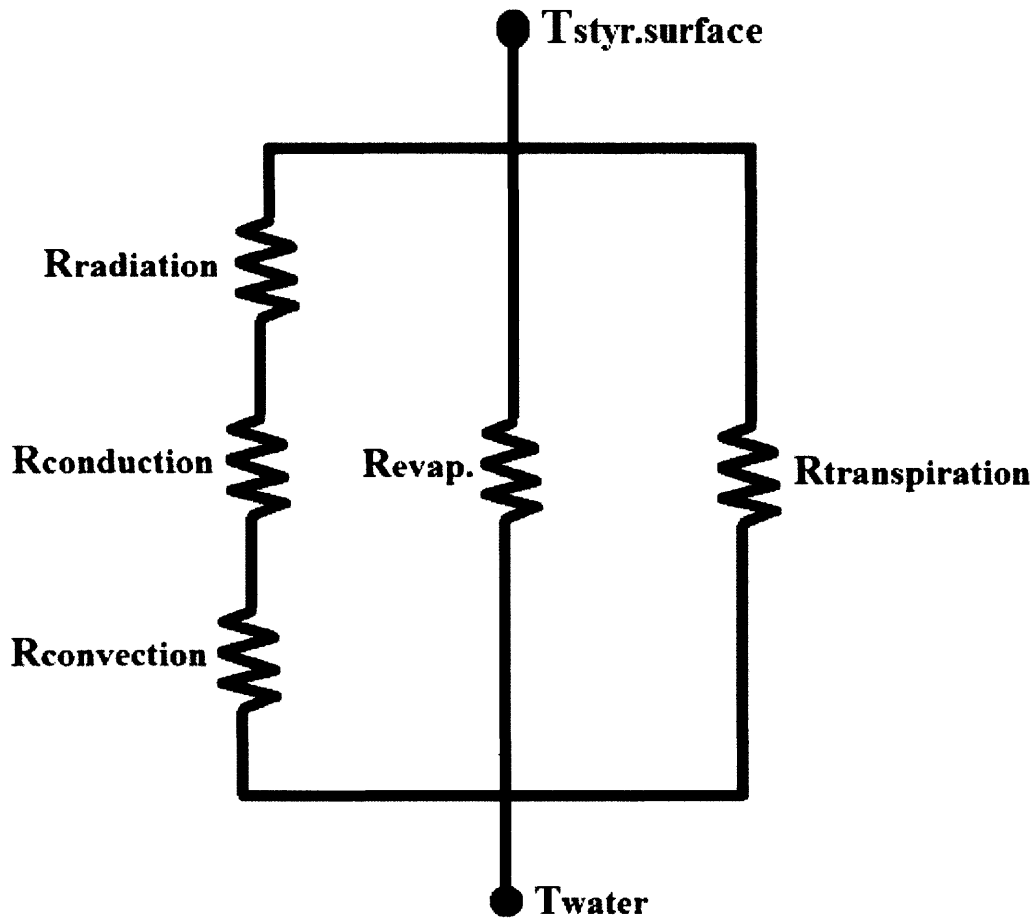 Tstyr.surface
Rradiation
Rconduction
Revap.
Rtranspiration
Rconvection
Twater